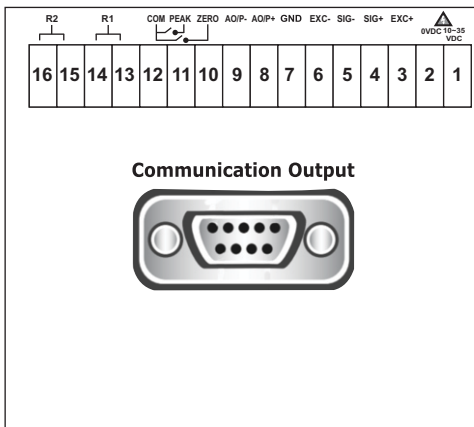 R2 R1 COM PEAK ZERO AO/P- AO/P+ GND EXC- SIG- SIG+ EXC+ 0VDC 10~35 VDC
16 15 14 13 12 11 10 9 8 7 6 5 4 3 2 1
Communication Output